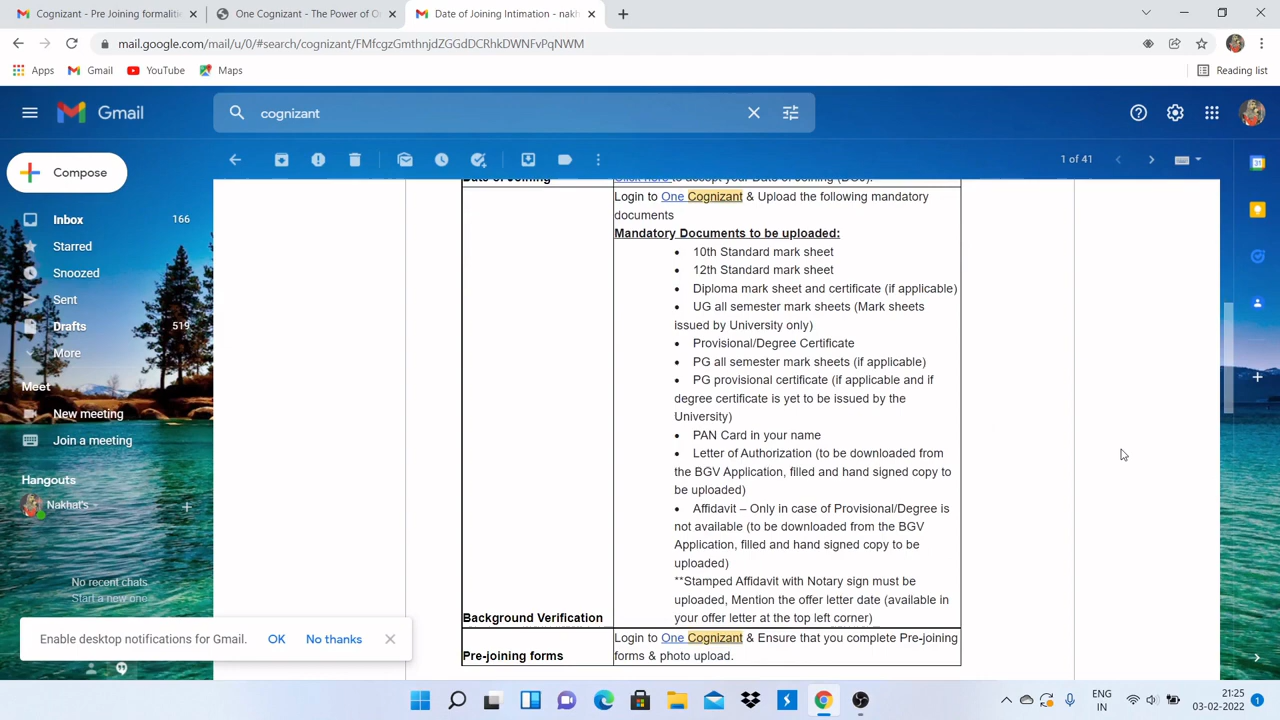 Cognizant - Pre Joining formalitie
One Cognizant - The Power of O
Date of Joining Intimation - nakh
mail.google.com/mail/u/0/#search/cognizant/FMfcgzGmthnjdZGGdDCRhkDWNFvPqNWM
Apps
Gmail
YouTube
Maps
Reading list
Gmail
cognizant
Compose
1 of 41
Inbox 166
Starred
Snoozed
Sent
Drafts 519
More
Meet
New meeting
Join a meeting
Hangouts
Nakhat's
No recent chats
Start a new one
Enable desktop notifications for Gmail. OK No thanks
Date of Joining
Click here to accept your Date of Joining (DOJ).
Login to One Cognizant & Upload the following mandatory
documents
Mandatory Documents to be uploaded:
• 10th Standard mark sheet
• 12th Standard mark sheet
• Diploma mark sheet and certificate (if applicable)
• UG all semester mark sheets (Mark sheets
issued by University only)
• Provisional/Degree Certificate
• PG all semester mark sheets (if applicable)
• PG provisional certificate (if applicable and if
degree certificate is yet to be issued by the
University)
• PAN Card in your name
• Letter of Authorization (to be downloaded from
the BGV Application, filled and hand signed copy to
be uploaded)
• Affidavit – Only in case of Provisional/Degree is
not available (to be downloaded from the BGV
Application, filled and hand signed copy to be
uploaded)
**Stamped Affidavit with Notary sign must be
uploaded, Mention the offer letter date (available in
your offer letter at the top left corner)
Background Verification
Login to One Cognizant & Ensure that you complete Pre-joining
forms & photo upload.
Pre-joining forms
ENG
IN
21:25
03-02-2022
1